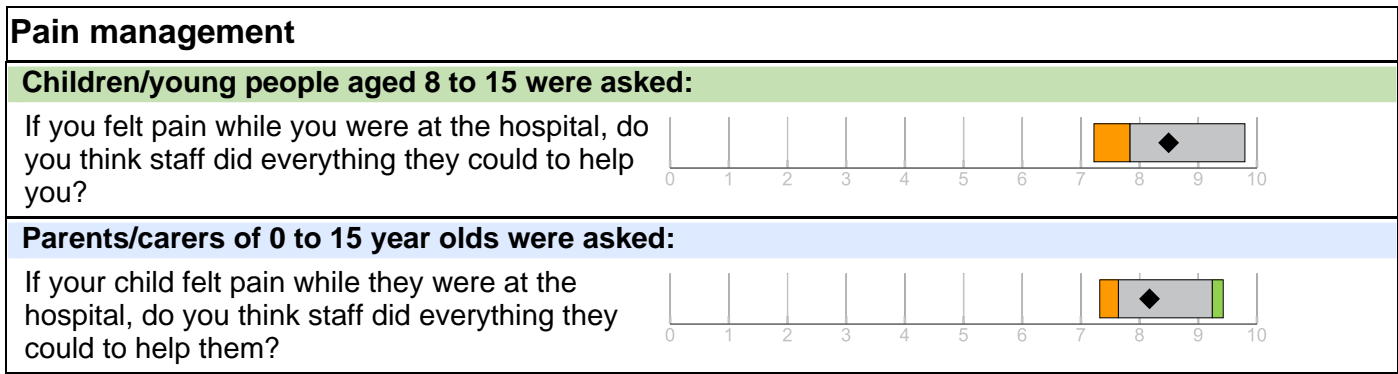 Pain management
Children/young people aged 8 to 15 were asked:
If you felt pain while you were at the hospital, do
you think staff did everything they could to help
you?
0 1 2 3 4 5 6 7 8 9 10
Parents/carers of 0 to 15 year olds were asked:
If your child felt pain while they were at the
hospital, do you think staff did everything they
could to help them?
0 1 2 3 4 5 6 7 8 9 10